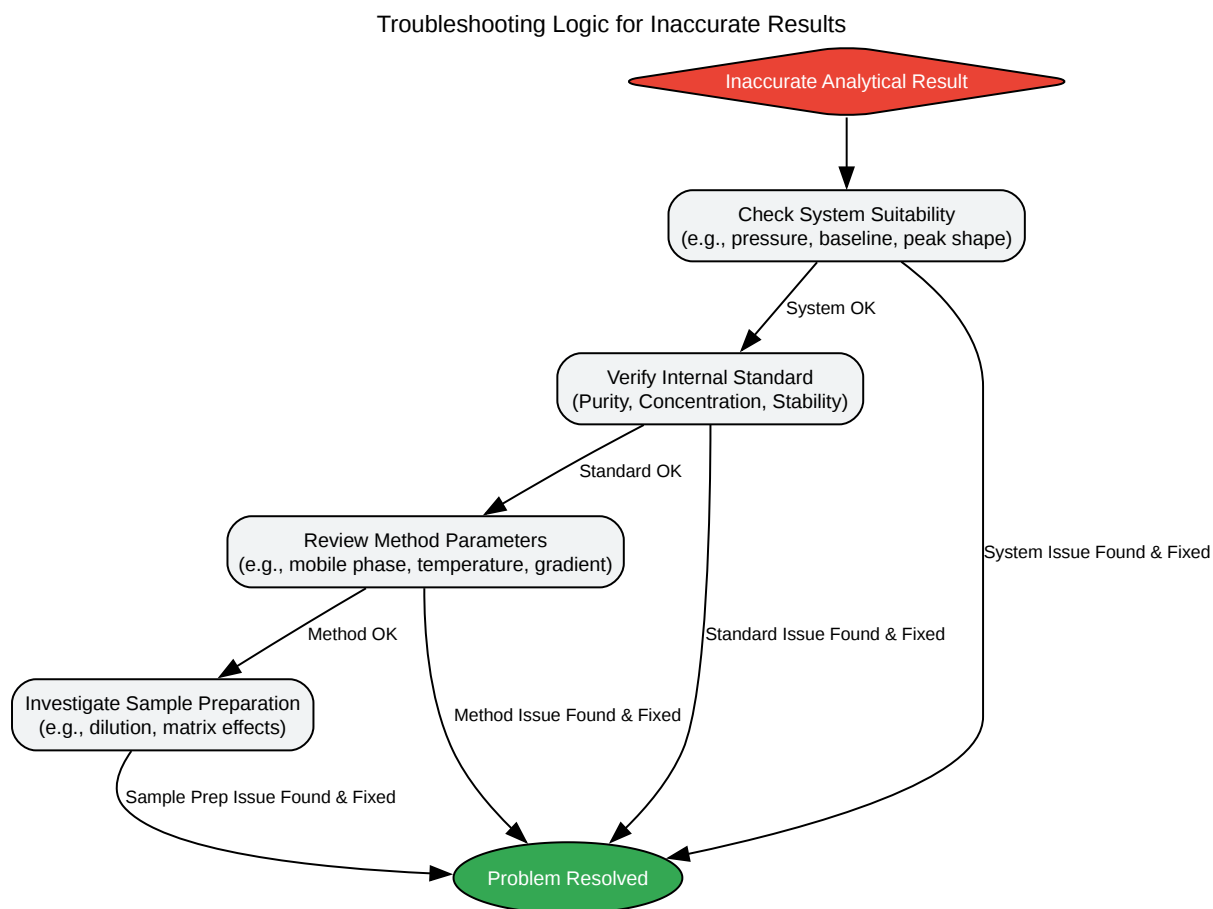 Troubleshooting Logic for Inaccurate Results
Inaccurate Analytical Result
Check System Suitability
(e.g., pressure, baseline, peak shape)
System OK
Verify Internal Standard
(Purity, Concentration, Stability)
Standard OK
Review Method Parameters
(e.g., mobile phase, temperature, gradient)
System Issue Found & Fixed
Method OK
Standard Issue Found & Fixed
Investigate Sample Preparation
(e.g., dilution, matrix effects)
Method Issue Found & Fixed
Sample Prep Issue Found & Fixed
Problem Resolved